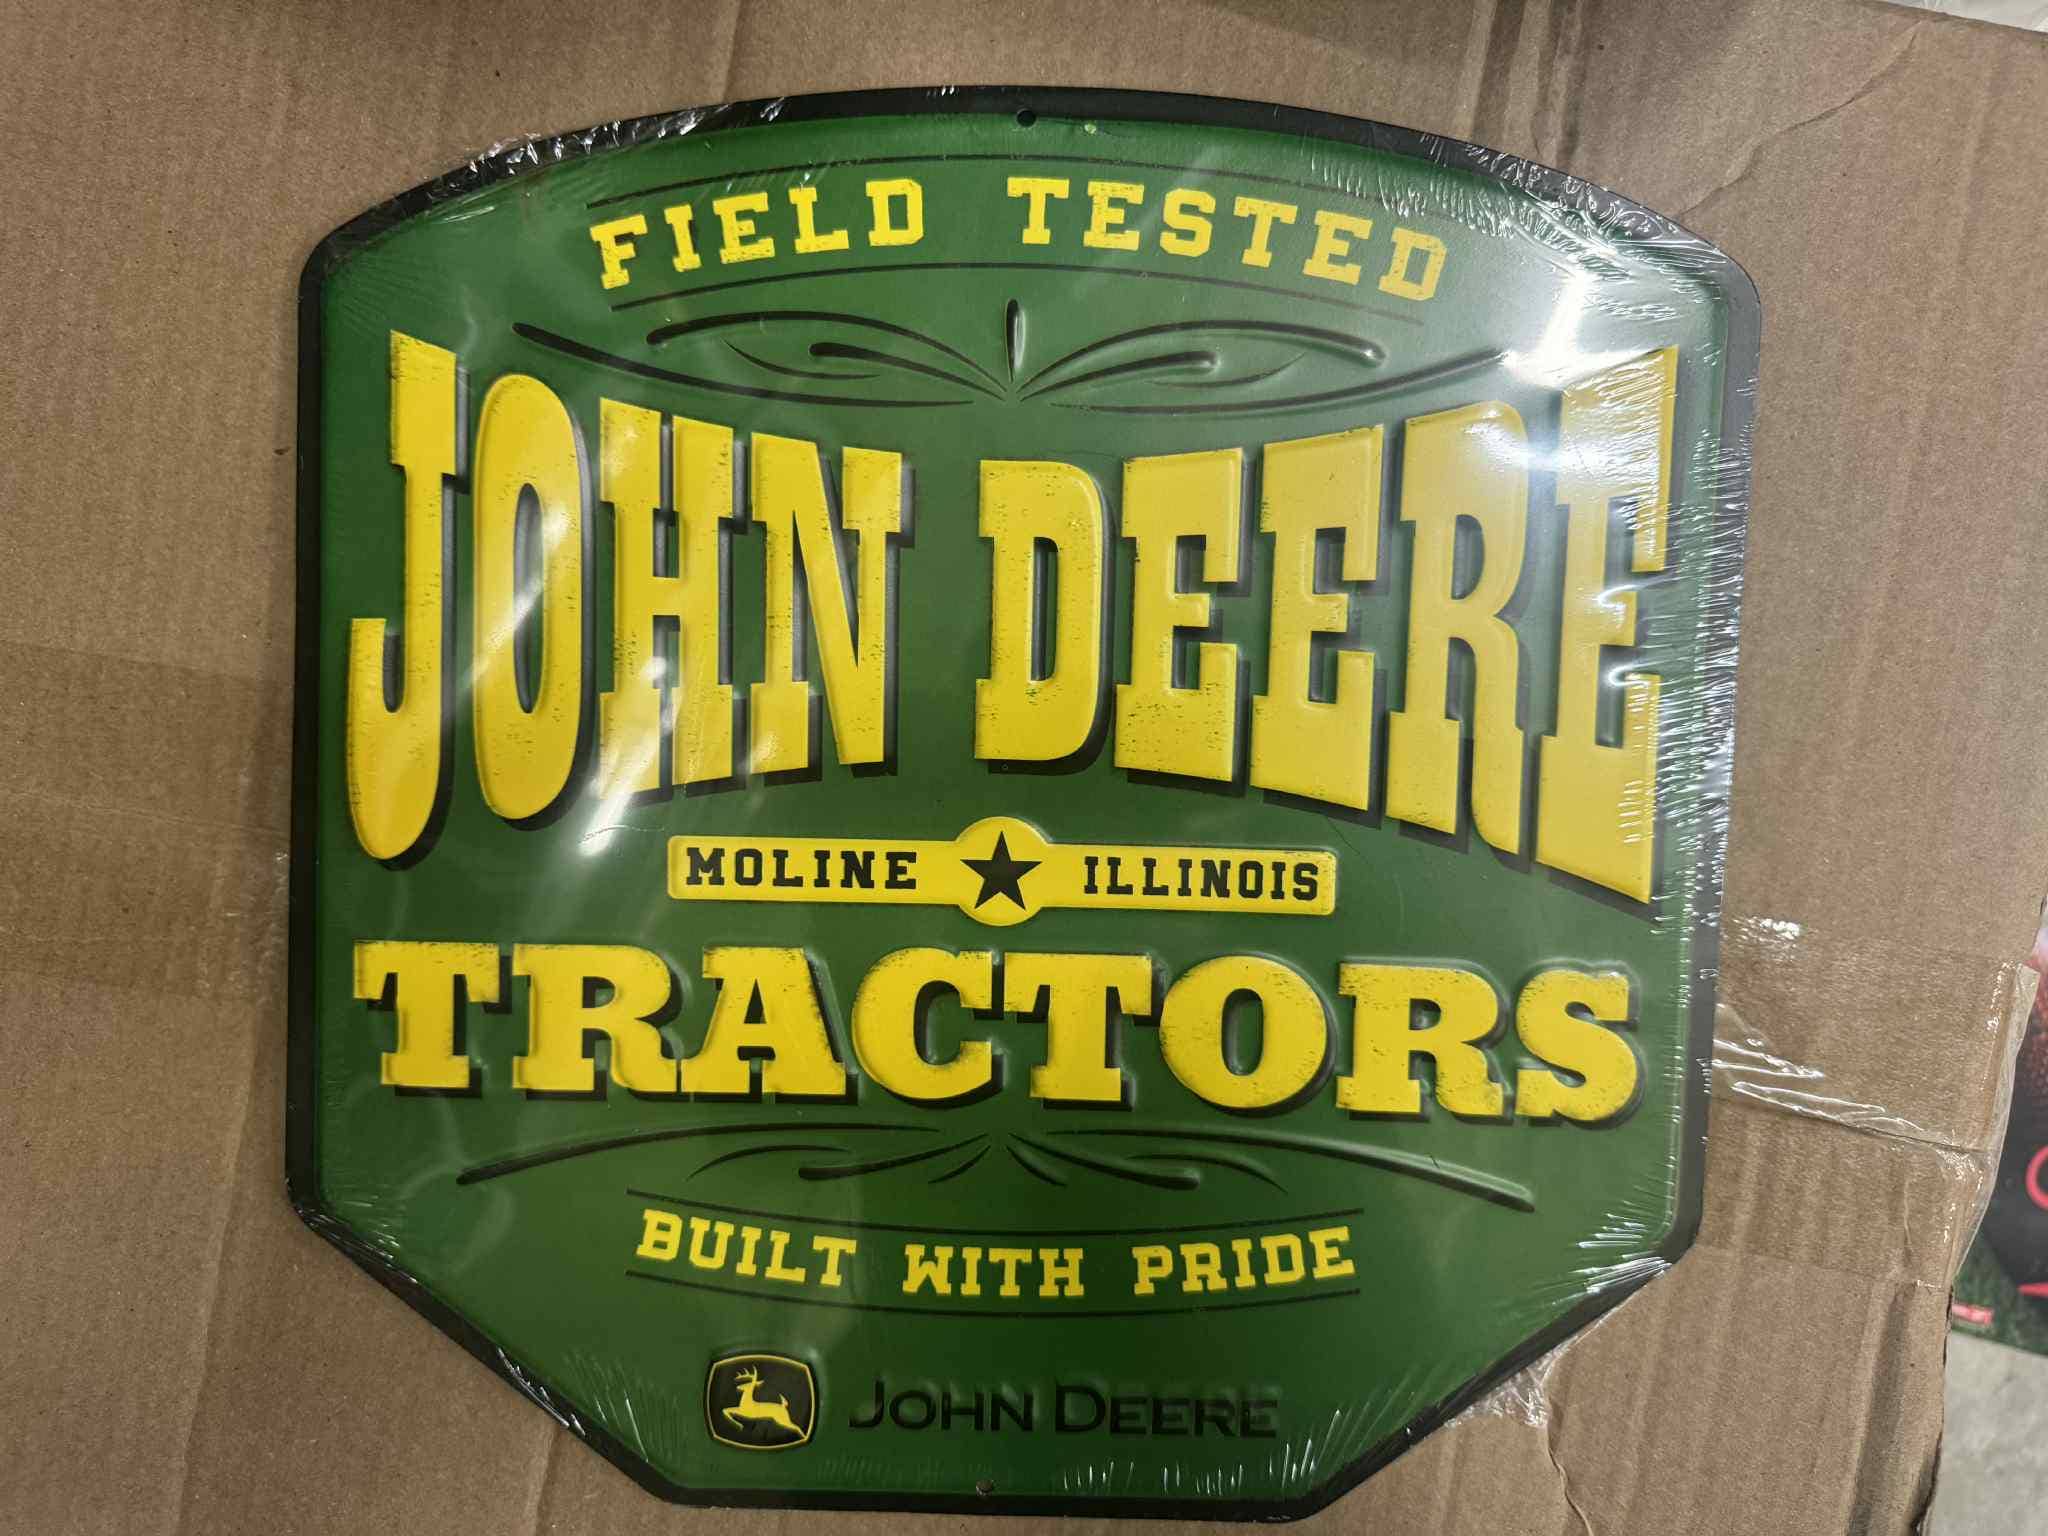 FIELD TESTED
JOHN DEERE
MOLINE ★ ILLINOIS
TRACTORS
BUILT WITH PRIDE
JOHN DEERE